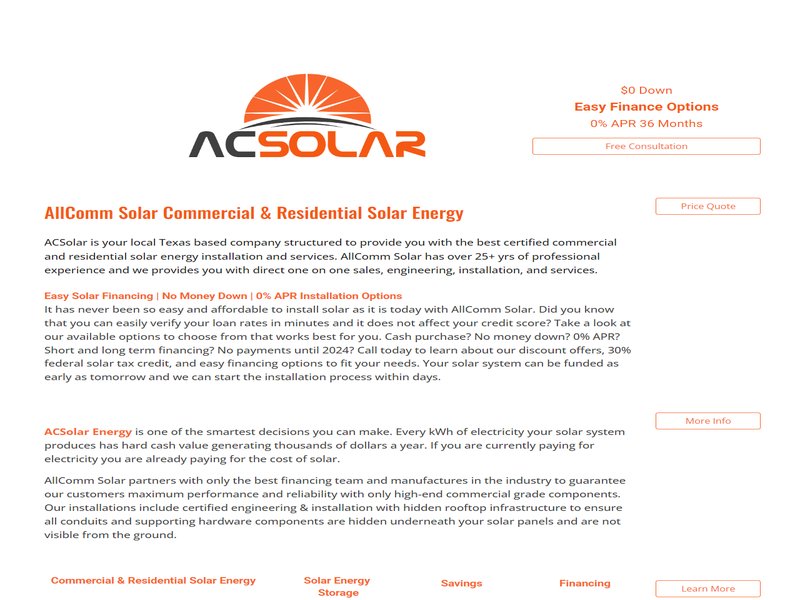 ACSOLAR
$0 Down
Easy Finance Options
0% APR 36 Months
Free Consultation
AllComm Solar Commercial & Residential Solar Energy
Price Quote
ACSolar is your local Texas based company structured to provide you with the best certified commercial
and residential solar energy installation and services. AllComm Solar has over 25+ yrs of professional
experience and we provides you with direct one on one sales, engineering, installation, and services.
Easy Solar Financing | No Money Down | 0% APR Installation Options
It has never been so easy and affordable to install solar as it is today with AllComm Solar. Did you know
that you can easily verify your loan rates in minutes and it does not affect your credit score? Take a look at
our available options to choose from that works best for you. Cash purchase? No money down? 0% APR?
Short and long term financing? No payments until 2024? Call today to learn about our discount offers, 30%
federal solar tax credit, and easy financing options to fit your needs. Your solar system can be funded as
early as tomorrow and we can start the installation process within days.
More Info
ACSolar Energy is one of the smartest decisions you can make. Every kWh of electricity your solar system
produces has hard cash value generating thousands of dollars a year. If you are currently paying for
electricity you are already paying for the cost of solar.
AllComm Solar partners with only the best financing team and manufactures in the industry to guarantee
our customers maximum performance and reliability with only high-end commercial grade components.
Our installations include certified engineering & installation with hidden rooftop infrastructure to ensure
all conduits and supporting hardware components are hidden underneath your solar panels and are not
visible from the ground.
Commercial & Residential Solar Energy
Solar Energy
Storage
Savings
Financing
Learn More